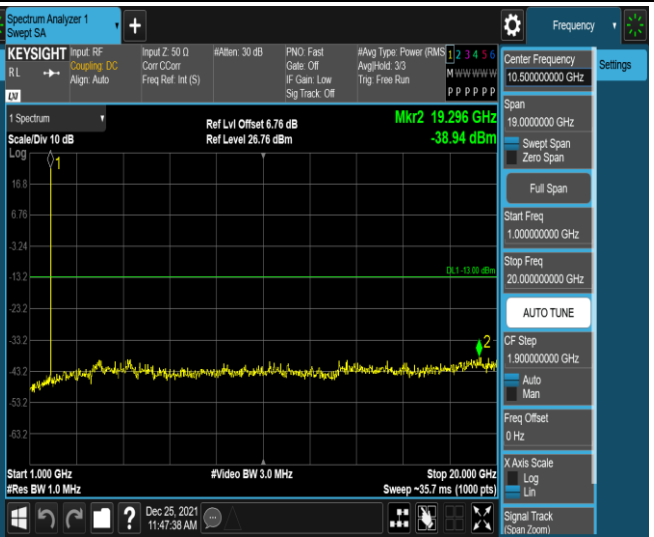 Spectrum Analyzer 1
Swept SA
+
Frequency
KEYSIGHT
RL
LXI
Input: RF
Coupling: DC
Align: Auto
Input Z: 50 Ω
Corr CCorr
Freq Ref: Int (S)
#Atten: 30 dB
PNO: Fast
Gate: Off
IF Gain: Low
Sig Track: Off
#Avg Type: Power (RMS
Avg|Hold: 3/3
Trig: Free Run
1 2 3 4 5 6
M W W W W W
P P P P P P
1 Spectrum
Scale/Div 10 dB
Log
Ref Lvl Offset 6.76 dB
Ref Level 26.76 dBm
Mkr2 19.296 GHz
-38.94 dBm
1
16.8
6.76
-3.24
-13.2
DL1 -13.00 dBm
-23.2
-33.2
2
-43.2
-53.2
-63.2
Start 1.000 GHz
#Res BW 1.0 MHz
#Video BW 3.0 MHz
Stop 20.000 GHz
Sweep ~35.7 ms (1000 pts)
?
Dec 25, 2021
11:47:38 AM
Center Frequency
10.500000000 GHz
Settings
Span
19.0000000 GHz
Swept Span
Zero Span
Full Span
Start Freq
1.000000000 GHz
Stop Freq
20.000000000 GHz
AUTO TUNE
CF Step
1.900000000 GHz
Auto
Man
Freq Offset
0 Hz
X Axis Scale
Log
Lin
Signal Track
(Span Zoom)